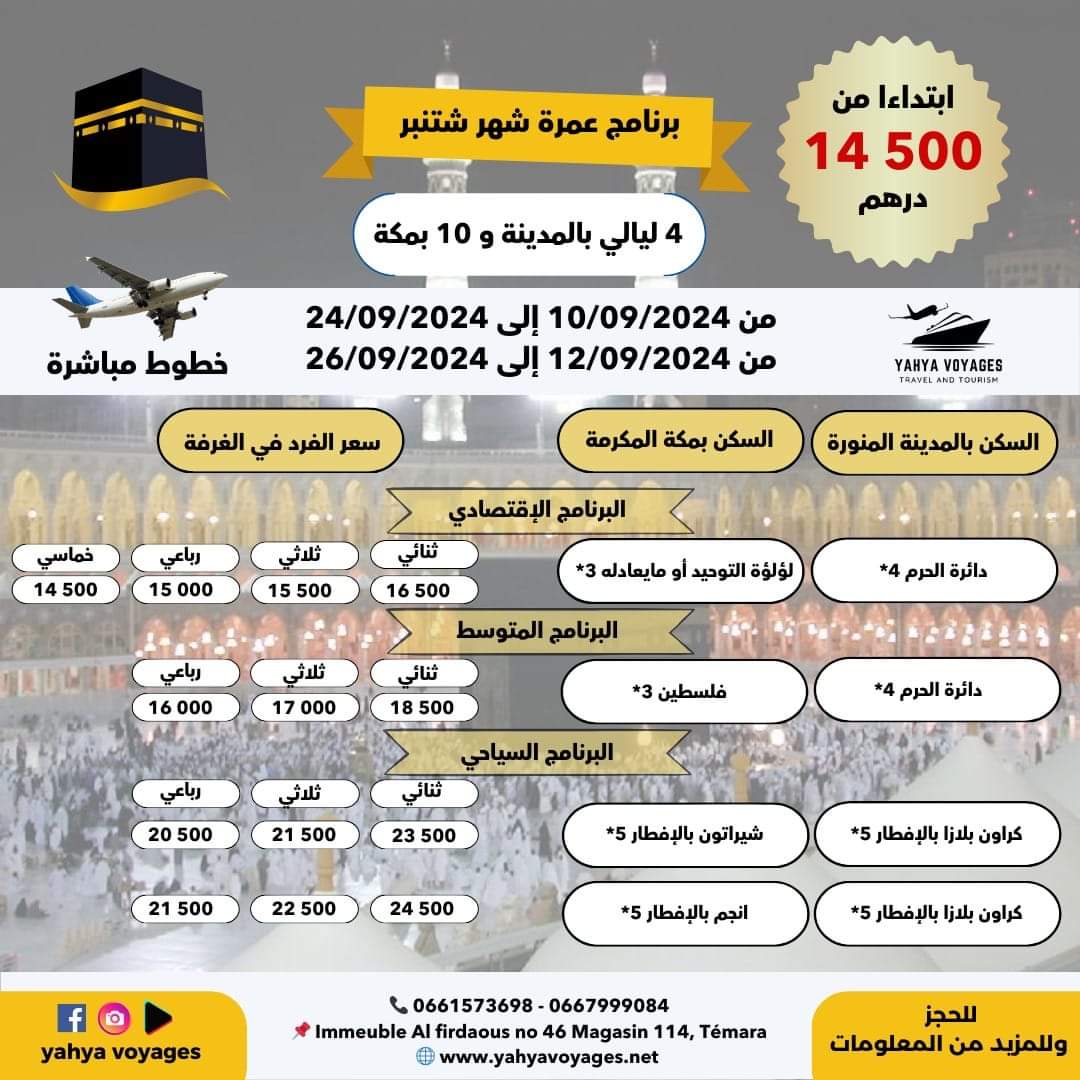 برنامج عمرة شهر شتنبر
ابتداءا من
14 500
درهم
4 ليالي بالمدينة و 10 بمكة
خطوط مباشرة
من 10/09/2024 إلى 24/09/2024
من 12/09/2024 إلى 26/09/2024
YAHYA VOYAGES
TRAVEL AND TOURISM
السكن بالمدينة المنورة
السكن بمكة المكرمة
سعر الفرد في الغرفة
البرنامج الإقتصادي
دائرة الحرم 4*
لؤلؤة التوحيد أو مايعادله 3*
ثنائي ثلاثي رباعي خماسي
16 500 15 500 15 000 14 500
البرنامج المتوسط
دائرة الحرم 4*
فلسطين 3*
ثنائي ثلاثي رباعي
18 500 17 000 16 000
البرنامج السياحي
ثنائي ثلاثي رباعي
كراون بلازا بالإفطار 5*
شيراتون بالإفطار 5*
23 500 21 500 20 500
كراون بلازا بالإفطار 5*
انجم بالإفطار 5*
24 500 22 500 21 500
للحجز
وللمزيد من المعلومات
0661573698 - 0667999084
Immeuble Al firdaous no 46 Magasin 114, Témara
www.yahyavoyages.net
yahya voyages